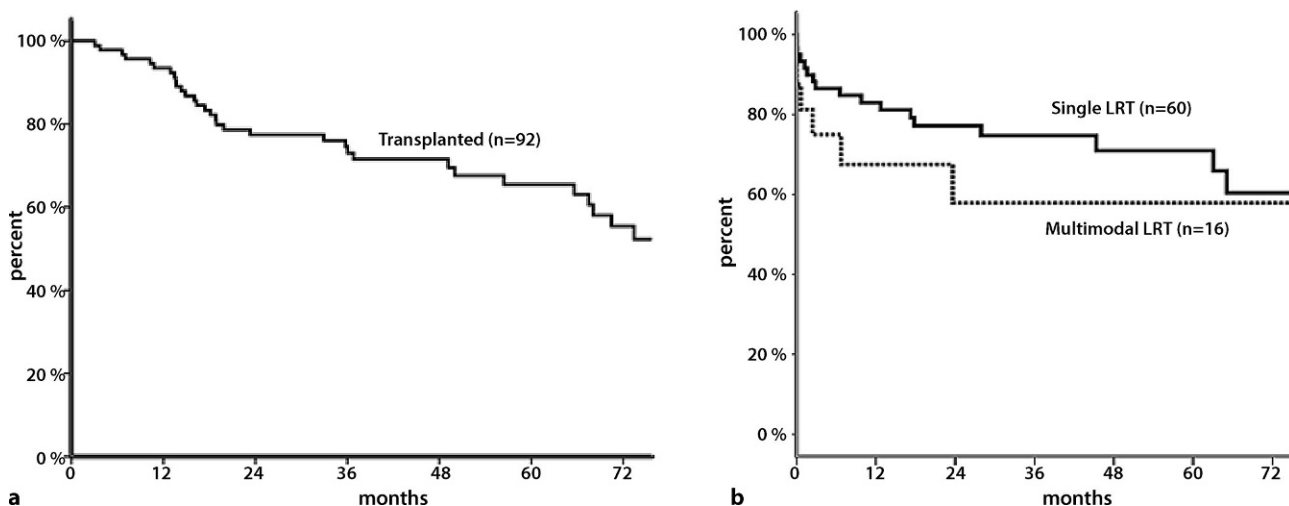 100 %
80 %
60 %
40 %
20 %
0 %
percent
Transplanted (n=92)
0 12 24 36 48 60 72
months
a
100 %
80 %
60 %
40 %
20 %
0 %
percent
Single LRT (n=60)
Multimodal LRT (n=16)
0 12 24 36 48 60 72
months
b